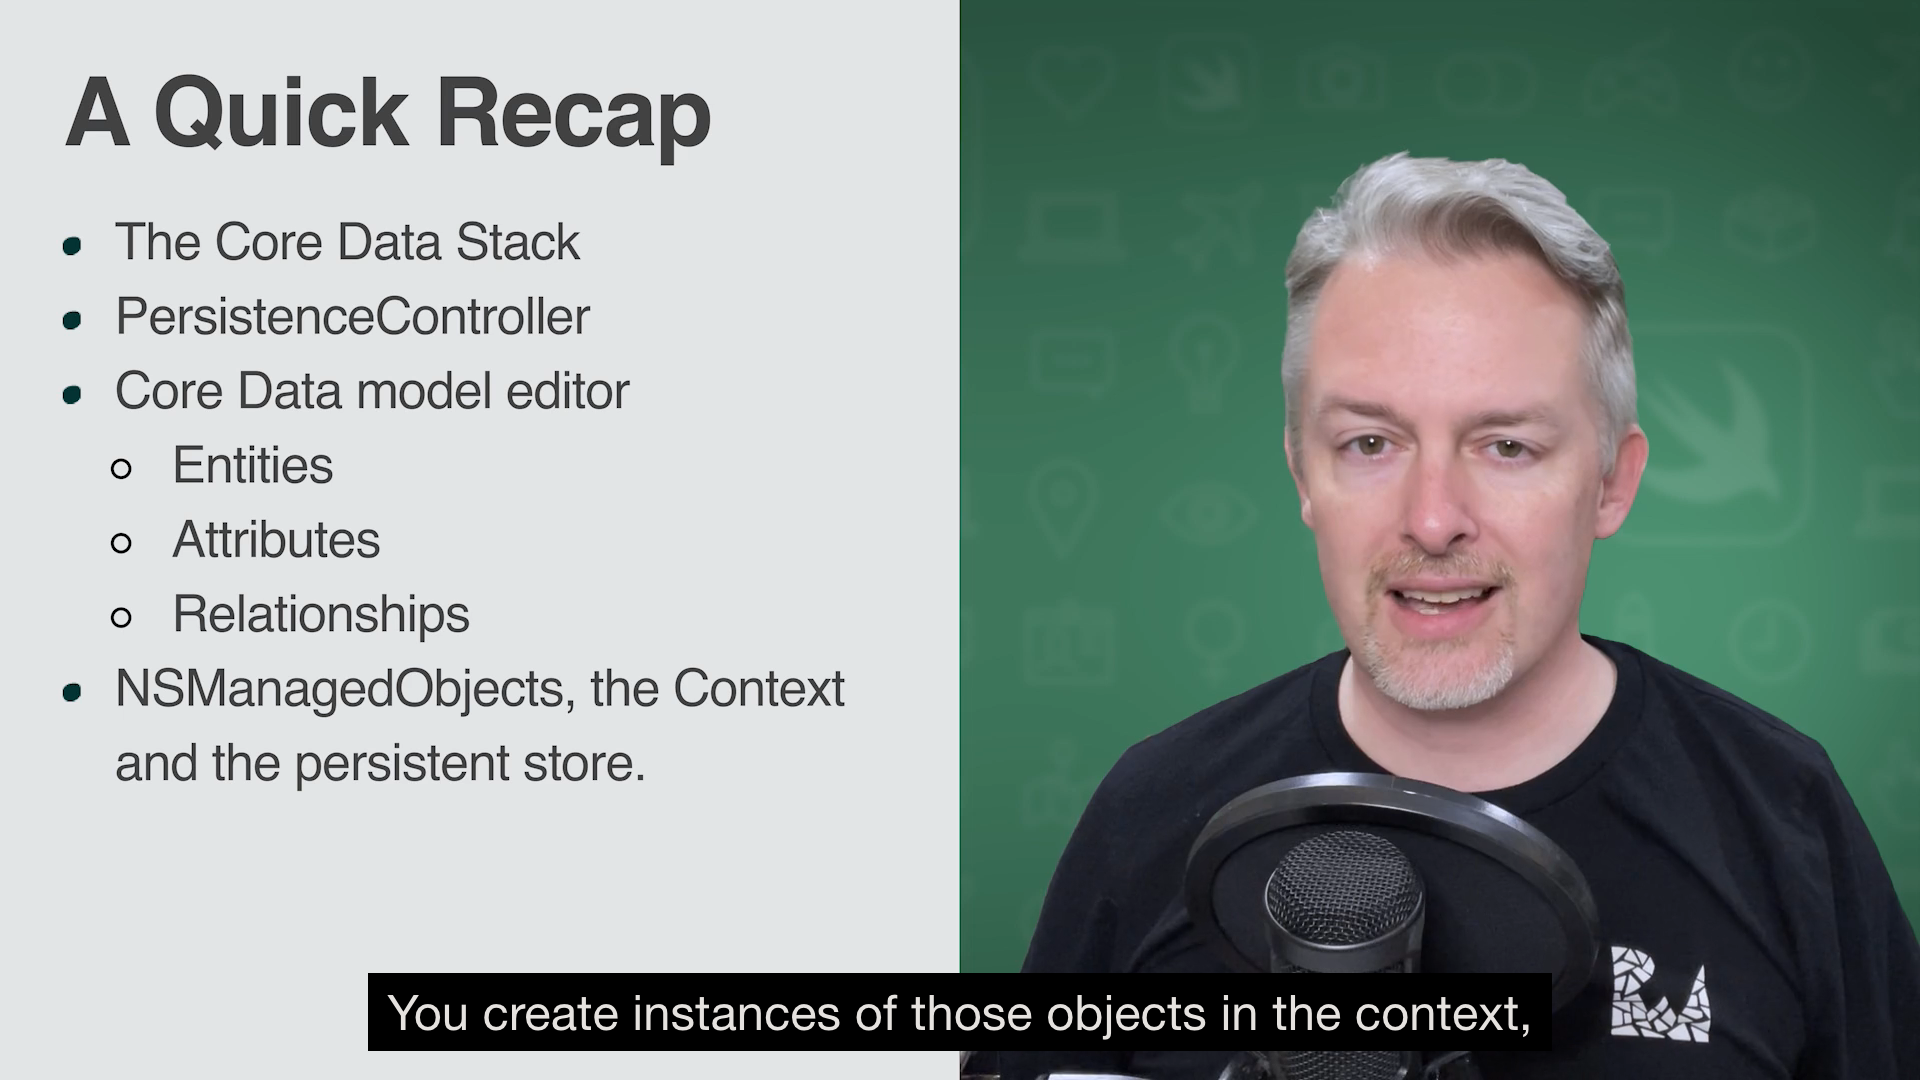 A Quick Recap
The Core Data Stack
PersistenceController
Core Data model editor
Entities
Attributes
Relationships
NSManagedObjects, the Context
and the persistent store.
You create instances of those objects in the context,